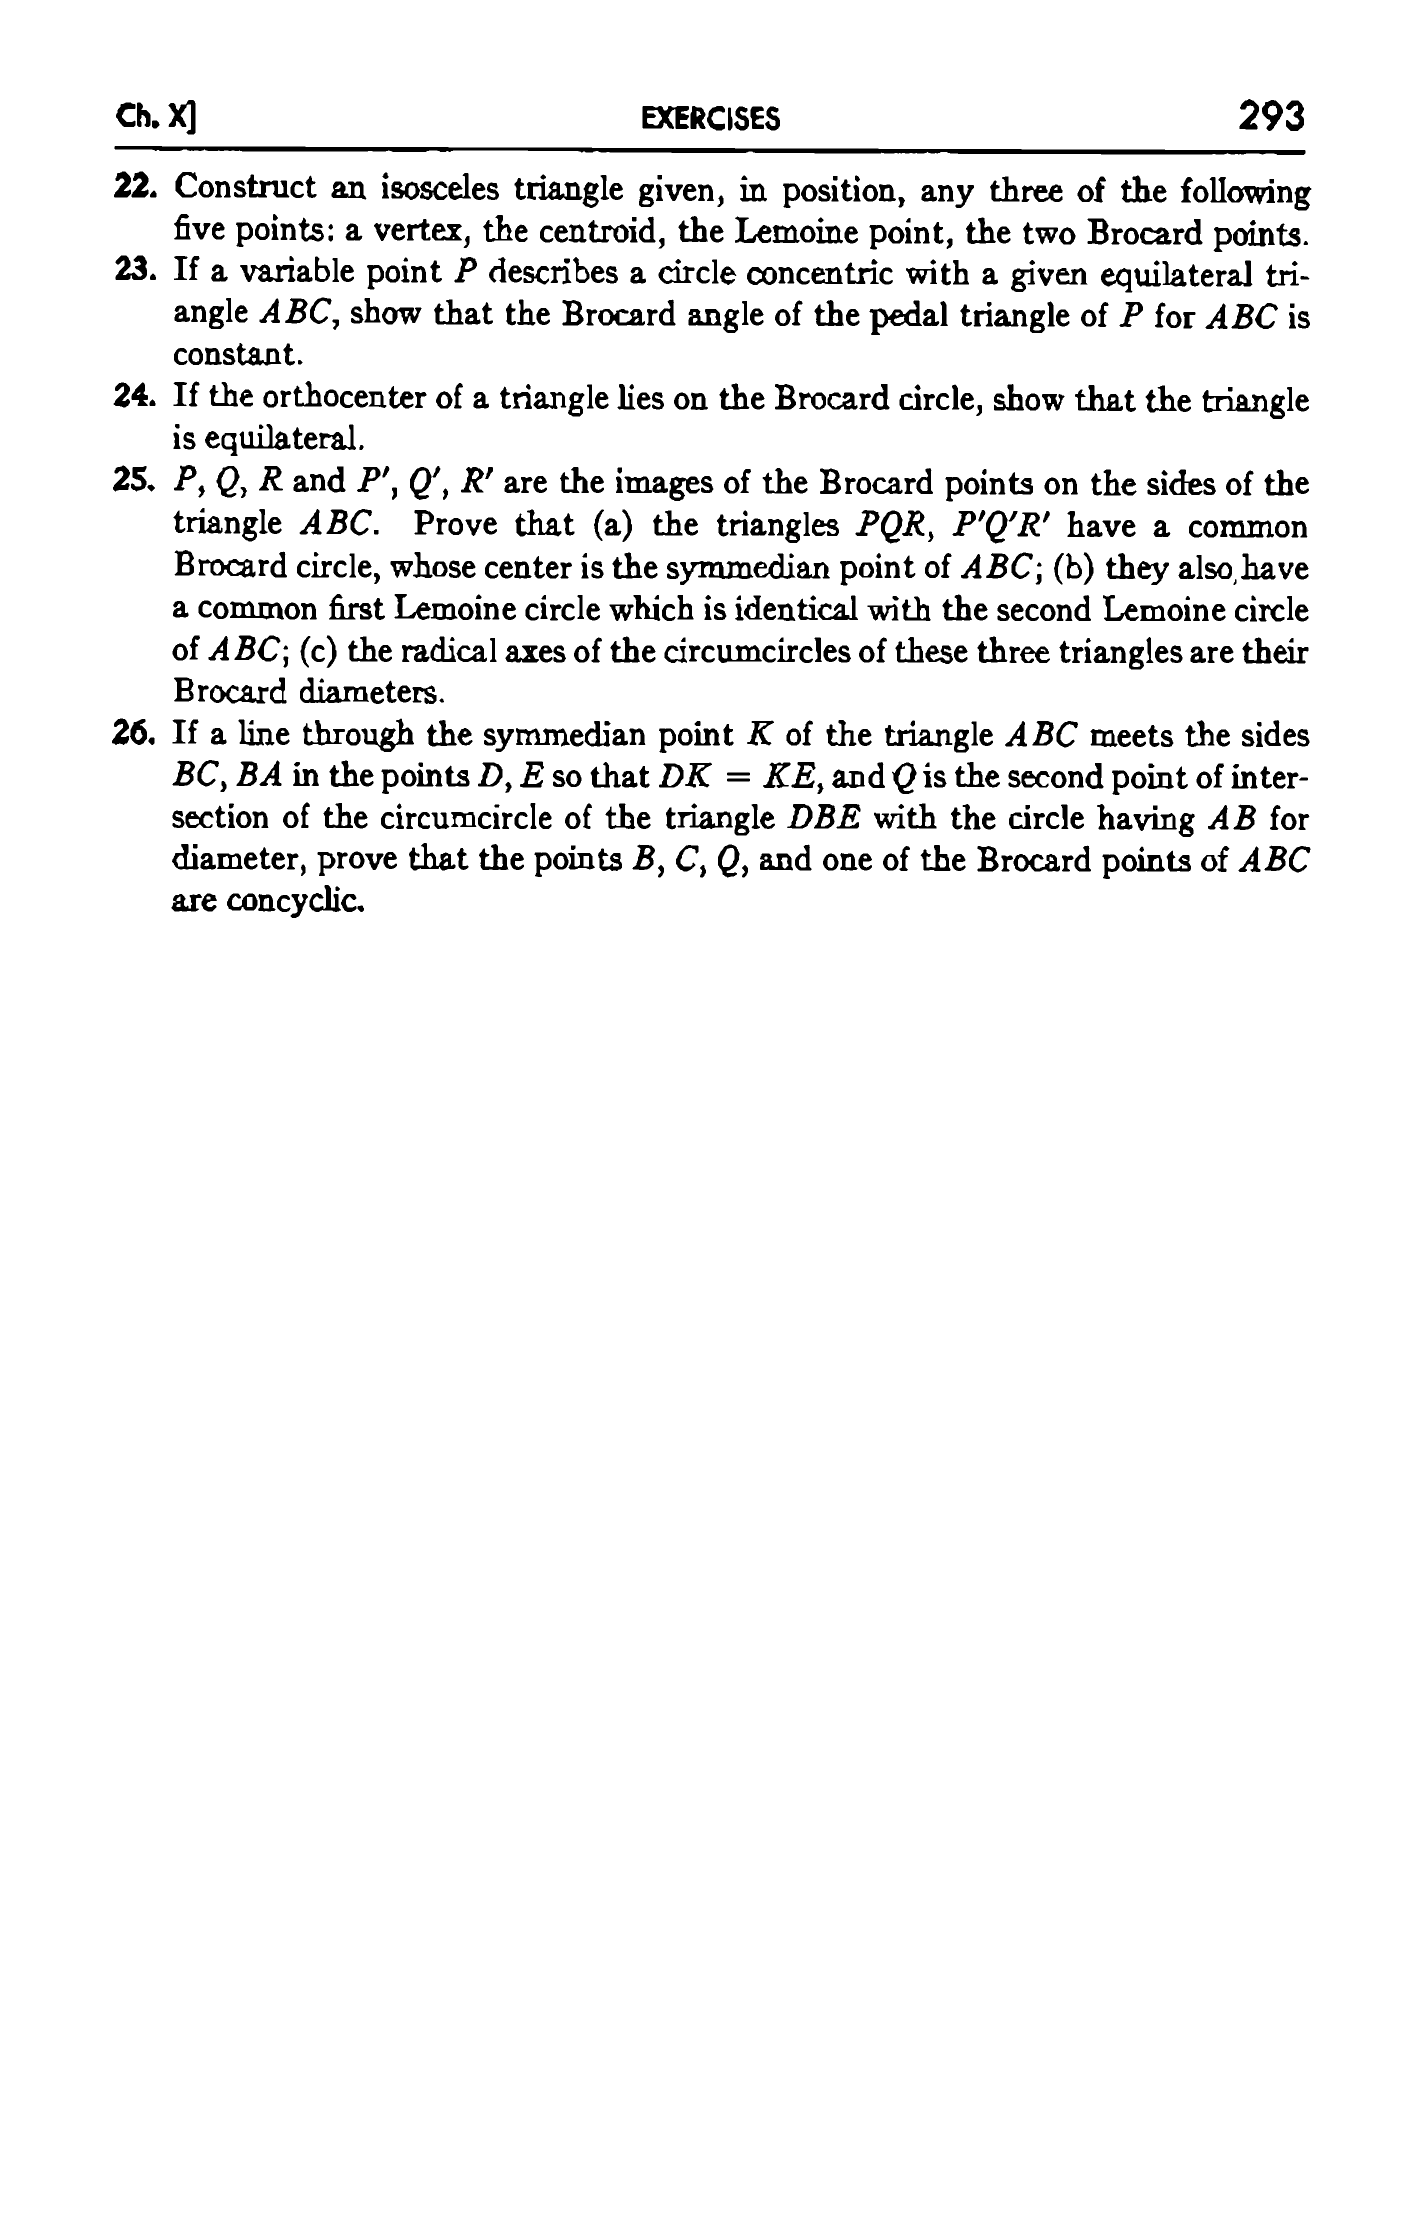 Ch. X] EXERCISES 293
22. Construct an isosceles triangle given, in position, any three of the following
five points: a vertex, the centroid, the Lemoine point, the two Brocard points.
23. If a variable point P describes a circle concentric with a given equilateral tri-
angle ABC, show that the Brocard angle of the pedal triangle of P for ABC is
constant.
24. If the orthocenter of a triangle lies on the Brocard circle, show that the triangle
is equilateral.
25. P, Q, R and P', Q', R' are the images of the Brocard points on the sides of the
triangle ABC. Prove that (a) the triangles PQR, P'Q'R' have a common
Brocard circle, whose center is the symmedian point of ABC; (b) they also, have
a common first Lemoine circle which is identical with the second Lemoine circle
of ABC; (c) the radical axes of the circumcircles of these three triangles are their
Brocard diameters.
26. If a line through the symmedian point K of the triangle ABC meets the sides
BC, BA in the points D, E so that DK = KE, and Q is the second point of inter-
section of the circumcircle of the triangle DBE with the circle having AB for
diameter, prove that the points B, C, Q, and one of the Brocard points of ABC
are concyclic.